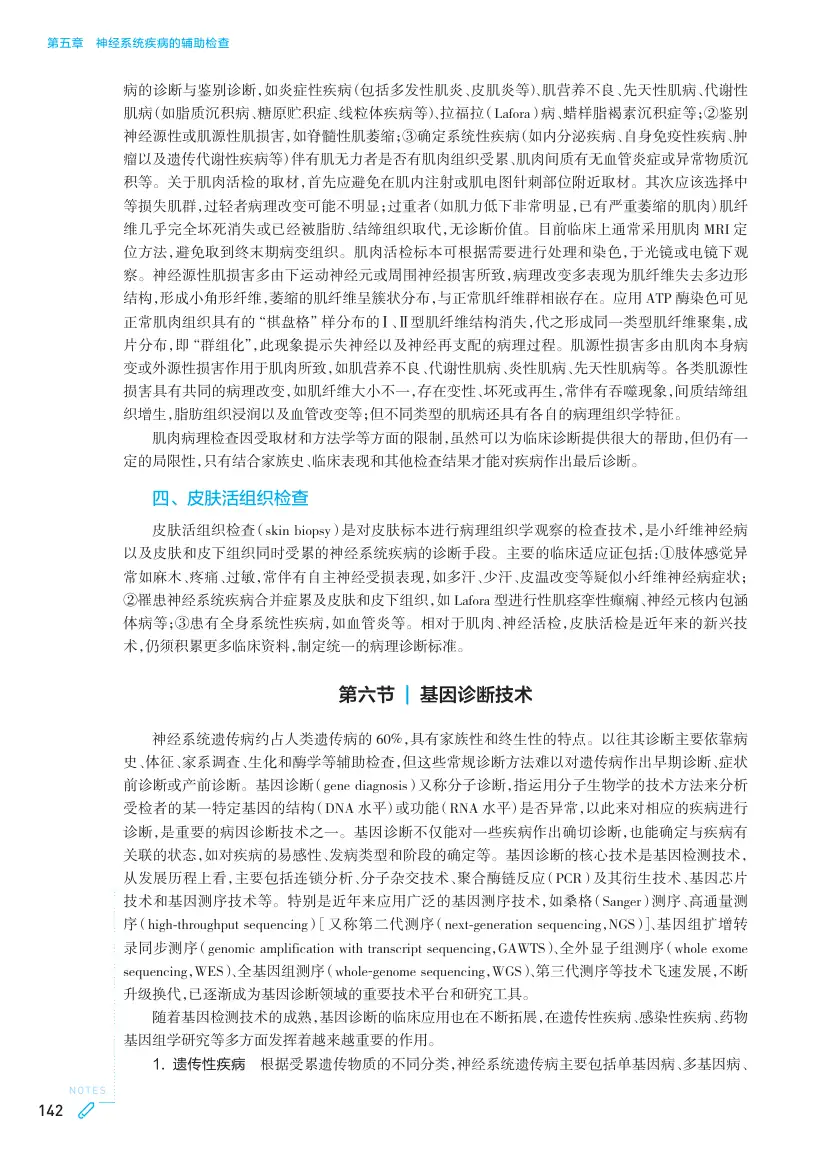 第五章 神经系统疾病的辅助检查
病的诊断与鉴别诊断,如炎症性疾病(包括多发性肌炎、皮肌炎等)、肌营养不良、先天性肌病、代谢性
肌病(如脂质沉积病、糖原贮积症、线粒体疾病等)、拉福拉(Lafora)病、蜡样脂褐素沉积症等;②鉴别
神经源性或肌源性肌损害,如脊髓性肌萎缩;③确定系统性疾病(如内分泌疾病、自身免疫性疾病、肿
瘤以及遗传代谢性疾病等)伴有肌无力者是否有肌肉组织受累、肌肉间质有无血管炎症或异常物质沉
积等。关于肌肉活检的取材,首先应避免在肌内注射或肌电图针刺部位附近取材。其次应该选择中
等损失肌群,过轻者病理改变可能不明显;过重者(如肌力低下非常明显,已有严重萎缩的肌肉)肌纤
维几乎完全坏死消失或已经被脂肪、结缔组织取代,无诊断价值。目前临床上通常采用肌肉 MRI 定
位方法,避免取到终末期病变组织。肌肉活检标本可根据需要进行处理和染色,于光镜或电镜下观
察。神经源性肌损害多由下运动神经元或周围神经损害所致,病理改变多表现为肌纤维失去多边形
结构,形成小角形纤维,萎缩的肌纤维呈簇状分布,与正常肌纤维群相嵌存在。应用 ATP 酶染色可见
正常肌肉组织具有的“棋盘格”样分布的Ⅰ、Ⅱ型肌纤维结构消失,代之形成同一类型肌纤维聚集,成
片分布,即“群组化”,此现象提示失神经以及神经再支配的病理过程。肌源性损害多由肌肉本身病
变或外源性损害作用于肌肉所致,如肌营养不良、代谢性肌病、炎性肌病、先天性肌病等。各类肌源性
损害具有共同的病理改变,如肌纤维大小不一,存在变性、坏死或再生,常伴有吞噬现象,间质结缔组
织增生,脂肪组织浸润以及血管改变等;但不同类型的肌病还具有各自的病理组织学特征。
肌肉病理检查因受取材和方法学等方面的限制,虽然可以为临床诊断提供很大的帮助,但仍有一
定的局限性,只有结合家族史、临床表现和其他检查结果才能对疾病作出最后诊断。
四、皮肤活组织检查
皮肤活组织检查(skin biopsy)是对皮肤标本进行病理组织学观察的检查技术,是小纤维神经病
以及皮肤和皮下组织同时受累的神经系统疾病的诊断手段。主要的临床适应证包括:①肢体感觉异
常如麻木、疼痛、过敏,常伴有自主神经受损表现,如多汗、少汗、皮温改变等疑似小纤维神经病症状;
②罹患神经系统疾病合并症累及皮肤和皮下组织,如 Lafora 型进行性肌痉挛性癫痫、神经元核内包涵
体病等;③患有全身系统性疾病,如血管炎等。相对于肌肉、神经活检,皮肤活检是近年来的新兴技
术,仍须积累更多临床资料,制定统一的病理诊断标准。
第六节 | 基因诊断技术
神经系统遗传病约占人类遗传病的 60%,具有家族性和终生性的特点。以往其诊断主要依靠病
史、体征、家系调查、生化和酶学等辅助检查,但这些常规诊断方法难以对遗传病作出早期诊断、症状
前诊断或产前诊断。基因诊断(gene diagnosis)又称分子诊断,指运用分子生物学的技术方法来分析
受检者的某一特定基因的结构(DNA 水平)或功能(RNA 水平)是否异常,以此来对相应的疾病进行
诊断,是重要的病因诊断技术之一。基因诊断不仅能对一些疾病作出确切诊断,也能确定与疾病有
关联的状态,如对疾病的易感性、发病类型和阶段的确定等。基因诊断的核心技术是基因检测技术,
从发展历程上看,主要包括连锁分析、分子杂交技术、聚合酶链反应(PCR)及其衍生技术、基因芯片
技术和基因测序技术等。特别是近年来应用广泛的基因测序技术,如桑格(Sanger)测序、高通量测
序(high-throughput sequencing)[又称第二代测序(next-generation sequencing,NGS)]、基因组扩增转
录同步测序(genomic amplification with transcript sequencing,GAWTS)、全外显子组测序(whole exome
sequencing,WES)、全基因组测序(whole-genome sequencing,WGS)、第三代测序等技术飞速发展,不断
升级换代,已逐渐成为基因诊断领域的重要技术平台和研究工具。
随着基因检测技术的成熟,基因诊断的临床应用也在不断拓展,在遗传性疾病、感染性疾病、药物
基因组学研究等多方面发挥着越来越重要的作用。
1. 遗传性疾病 根据受累遗传物质的不同分类,神经系统遗传病主要包括单基因病、多基因病、
NOTES
142